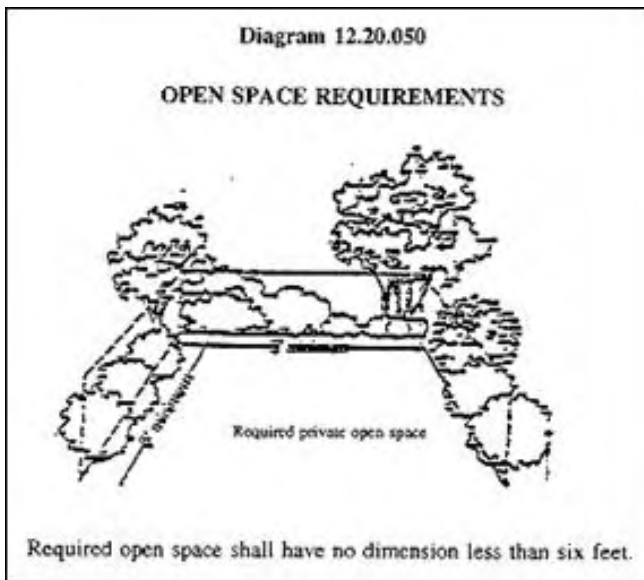 Diagram 12.20.050
OPEN SPACE REQUIREMENTS
Required private open space
Required open space shall have no dimension less than six feet.